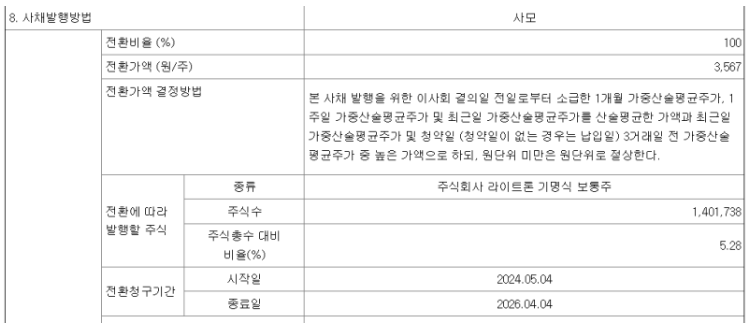 8. 사채발행방법 사모
전환비율 (%) 100
전환가액 (원/주) 3,567
전환가액 결정방법
본 사채 발행을 위한 이사회 결의일 전일로부터 소급한 1개월 가중산술평균주가, 1
주일 가중산술평균주가 및 최근일 가중산술평균주가를 산술평균한 가액과 최근일
가중산술평균주가 및 청약일 (청약일이 없는 경우는 납입일) 3거래일 전 가중산술
평균주가 중 높은 가액으로 하되, 원단위 미만은 원단위로 절상한다.
전환에 따라
발행할 주식
종류 주식회사 라이트론 기명식 보통주
주식수 1,401,738
주식총수 대비
비율(%) 5.28
전환청구기간
시작일 2024.05.04
종료일 2026.04.04